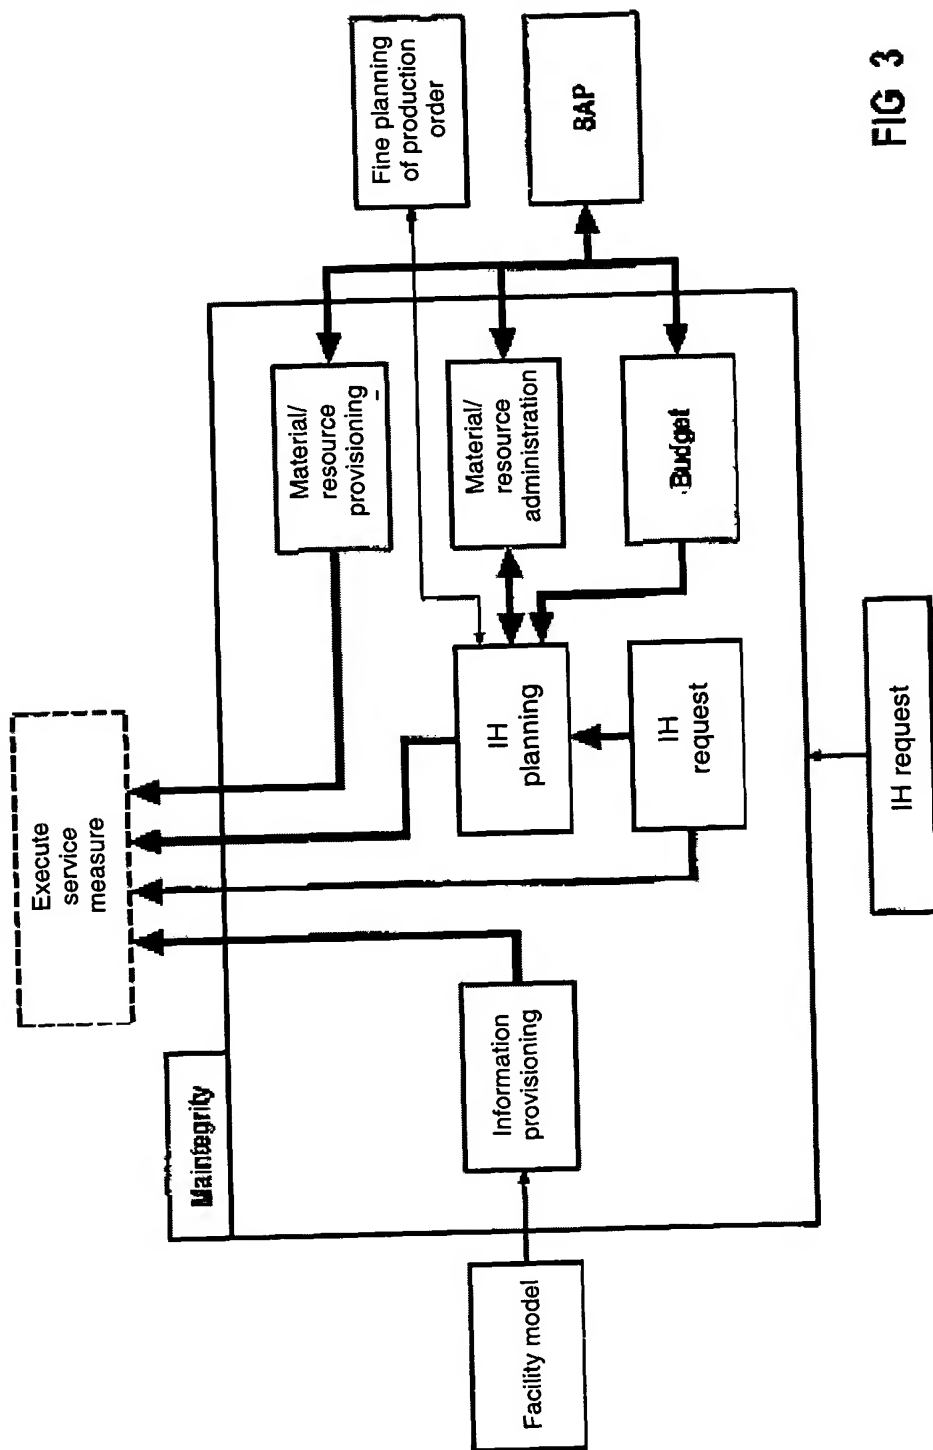 Execute
service
measure
Maintegrity
Material/
resource
provisioning
Fine planning
of production
order
Facility model
Information
provisioning
IH
planning
Material/
resource
administration
SAP
IH
request
Budget
IH request
FIG 3